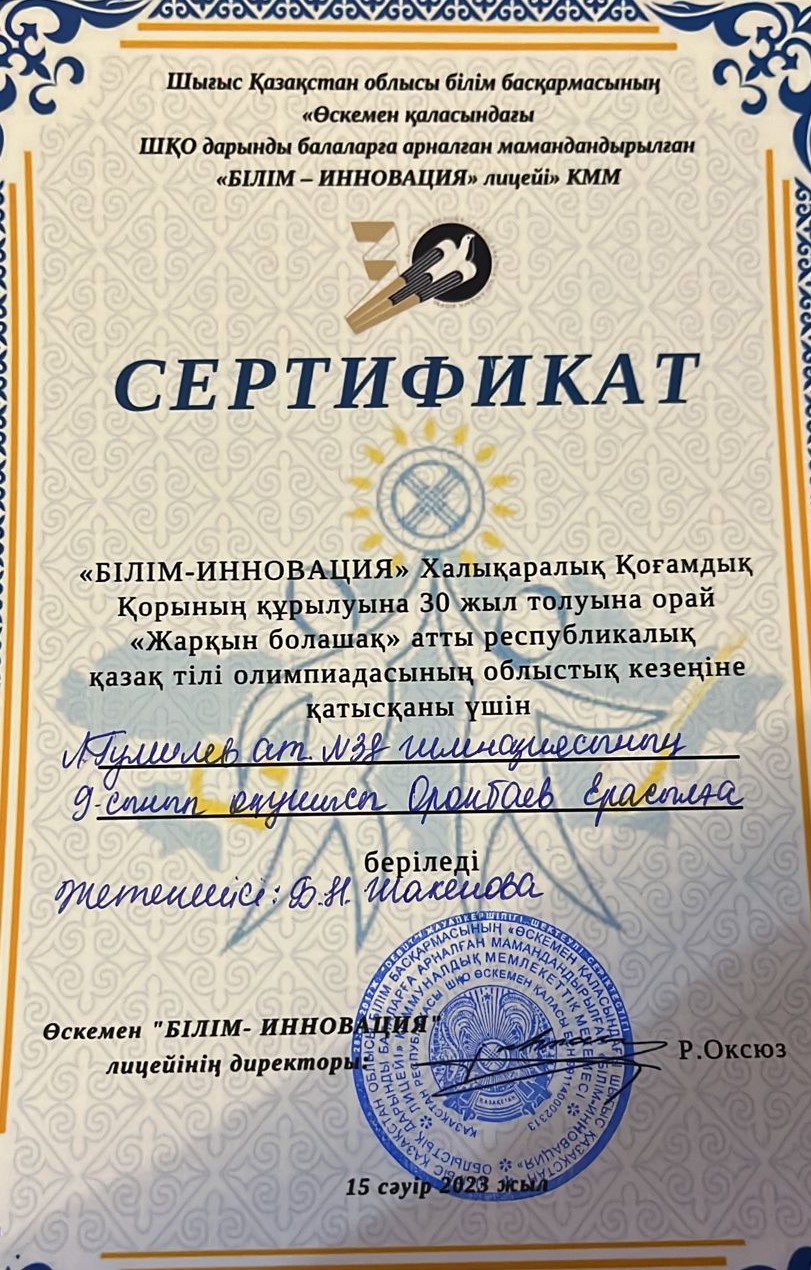 Шығыс Қазақстан облысы білім басқармасының
«Өскемен қаласындағы
ШҚО дарынды балаларға арналған мамандандырылған
«БІЛІМ – ИННОВАЦИЯ» лицейі» КММ
СЕРТИФИКАТ
«БІЛІМ-ИННОВАЦИЯ» Халықаралық Қоғамдық
Қорының құрылуына 30 жыл толуына орай
«Жарқын болашақ» атты республикалық
қазақ тілі олимпиадасының облыстық кезеңіне
қатысқаны үшін
Л.Гумилев ат. №38 гимназиясының
9-сынып оқушысы Оронбаев Ерасылға
беріледі
Жетекшісі: Б.Н. Шакенова
Өскемен "БІЛІМ- ИННОВАЦИЯ"
лицейінің директоры:
Р.Оксюз
15 сәуір 2023 жыл